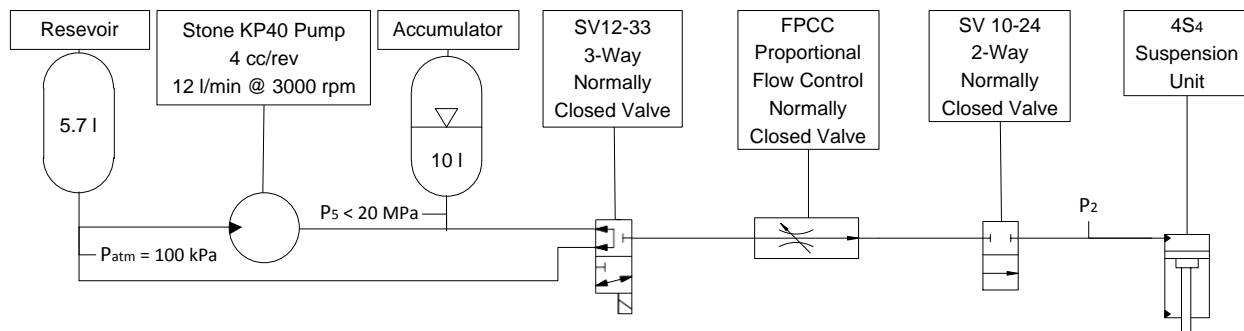 Resevoir
Stone KP40 Pump
4 cc/rev
12 l/min @ 3000 rpm
Accumulator
SV12-33
3-Way
Normally
Closed Valve
FPCC
Proportional
Flow Control
Normally
Closed Valve
SV 10-24
2-Way
Normally
Closed Valve
4S4
Suspension
Unit
5.7 l
10 l
P5 < 20 MPa
Patm = 100 kPa
P2